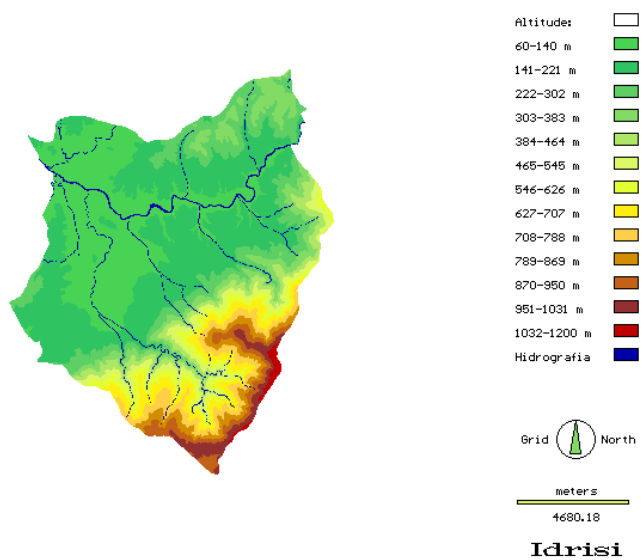 Altitude:
60-140 m
141-221 m
222-302 m
303-383 m
384-464 m
465-545 m
546-626 m
627-707 m
708-788 m
789-869 m
870-950 m
951-1031 m
1032-1200 m
Hidrografia
Grid North
meters
4680.18
Idrisi